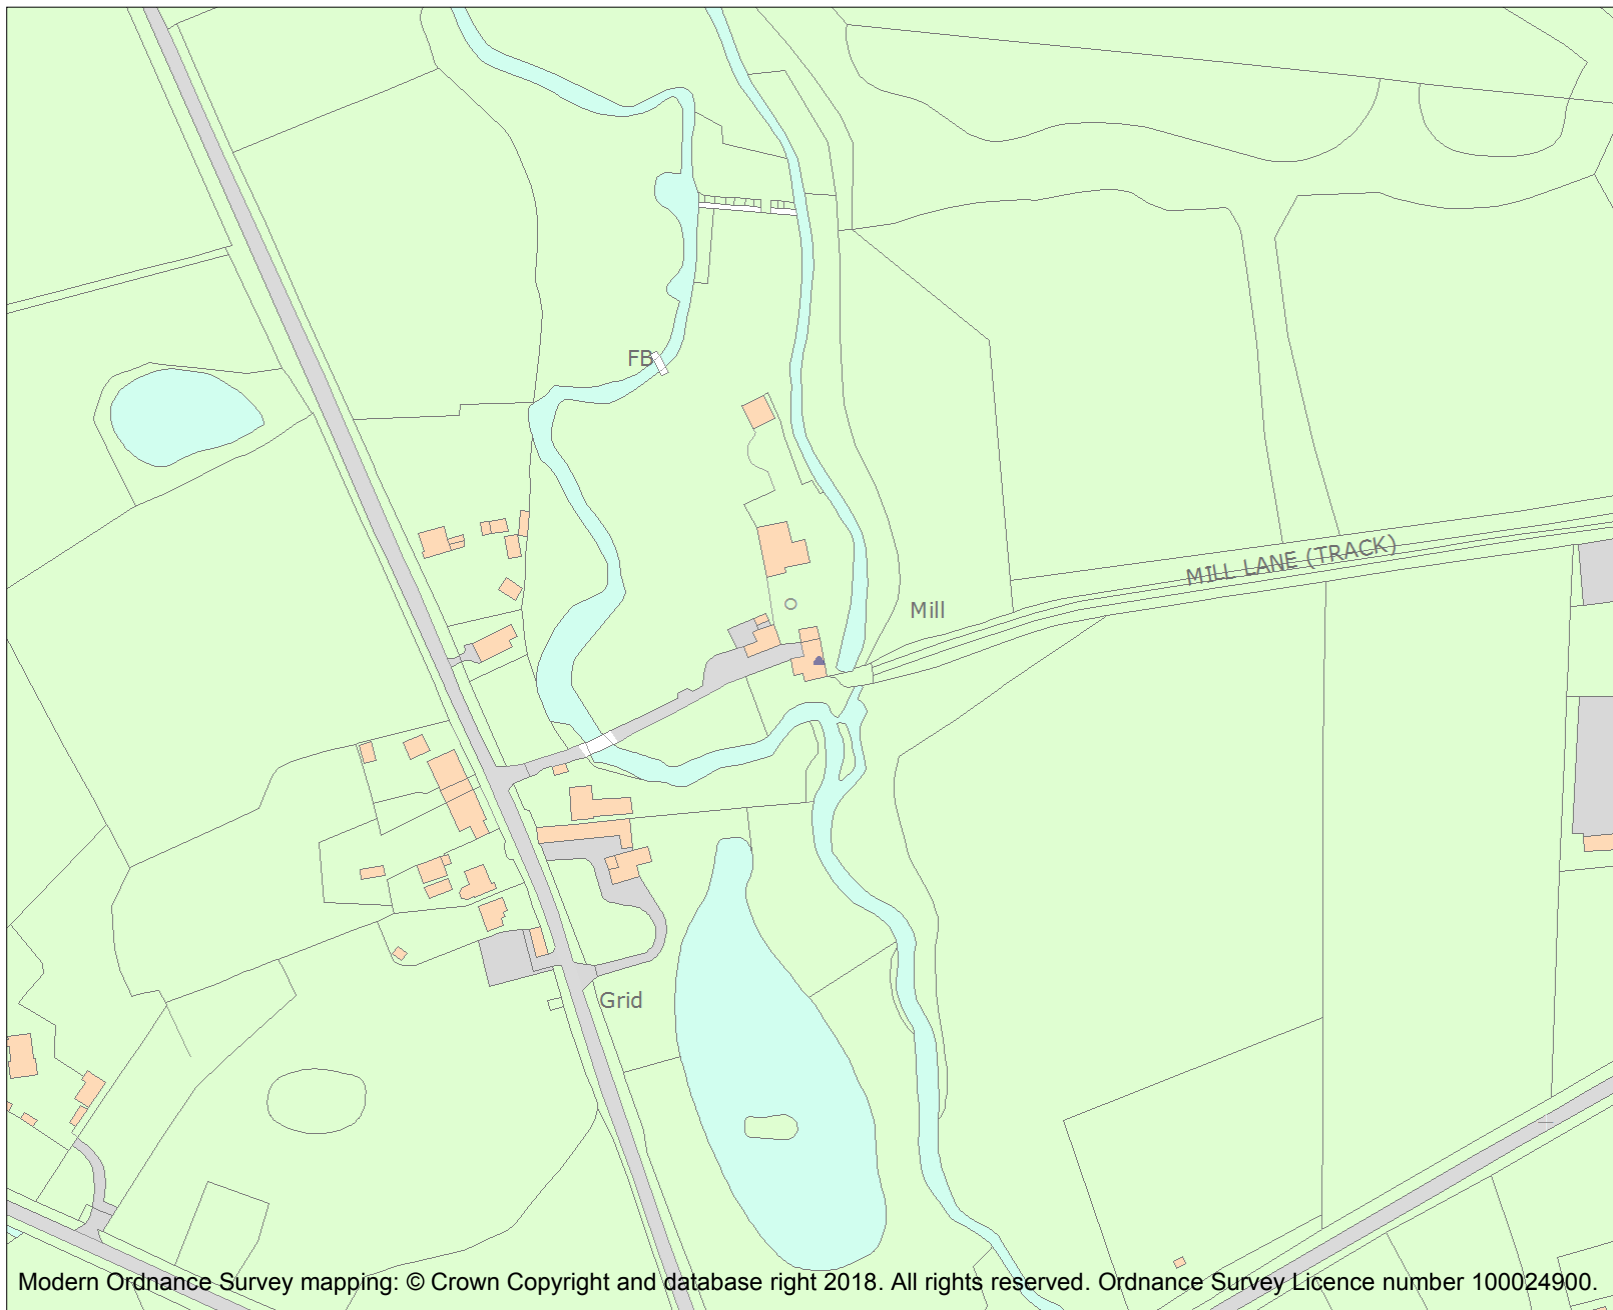 FB
MILL LANE (TRACK)
Mill
Grid
Modern Ordnance Survey mapping: © Crown Copyright and database right 2018. All rights reserved. Ordnance Survey Licence number 100024900.